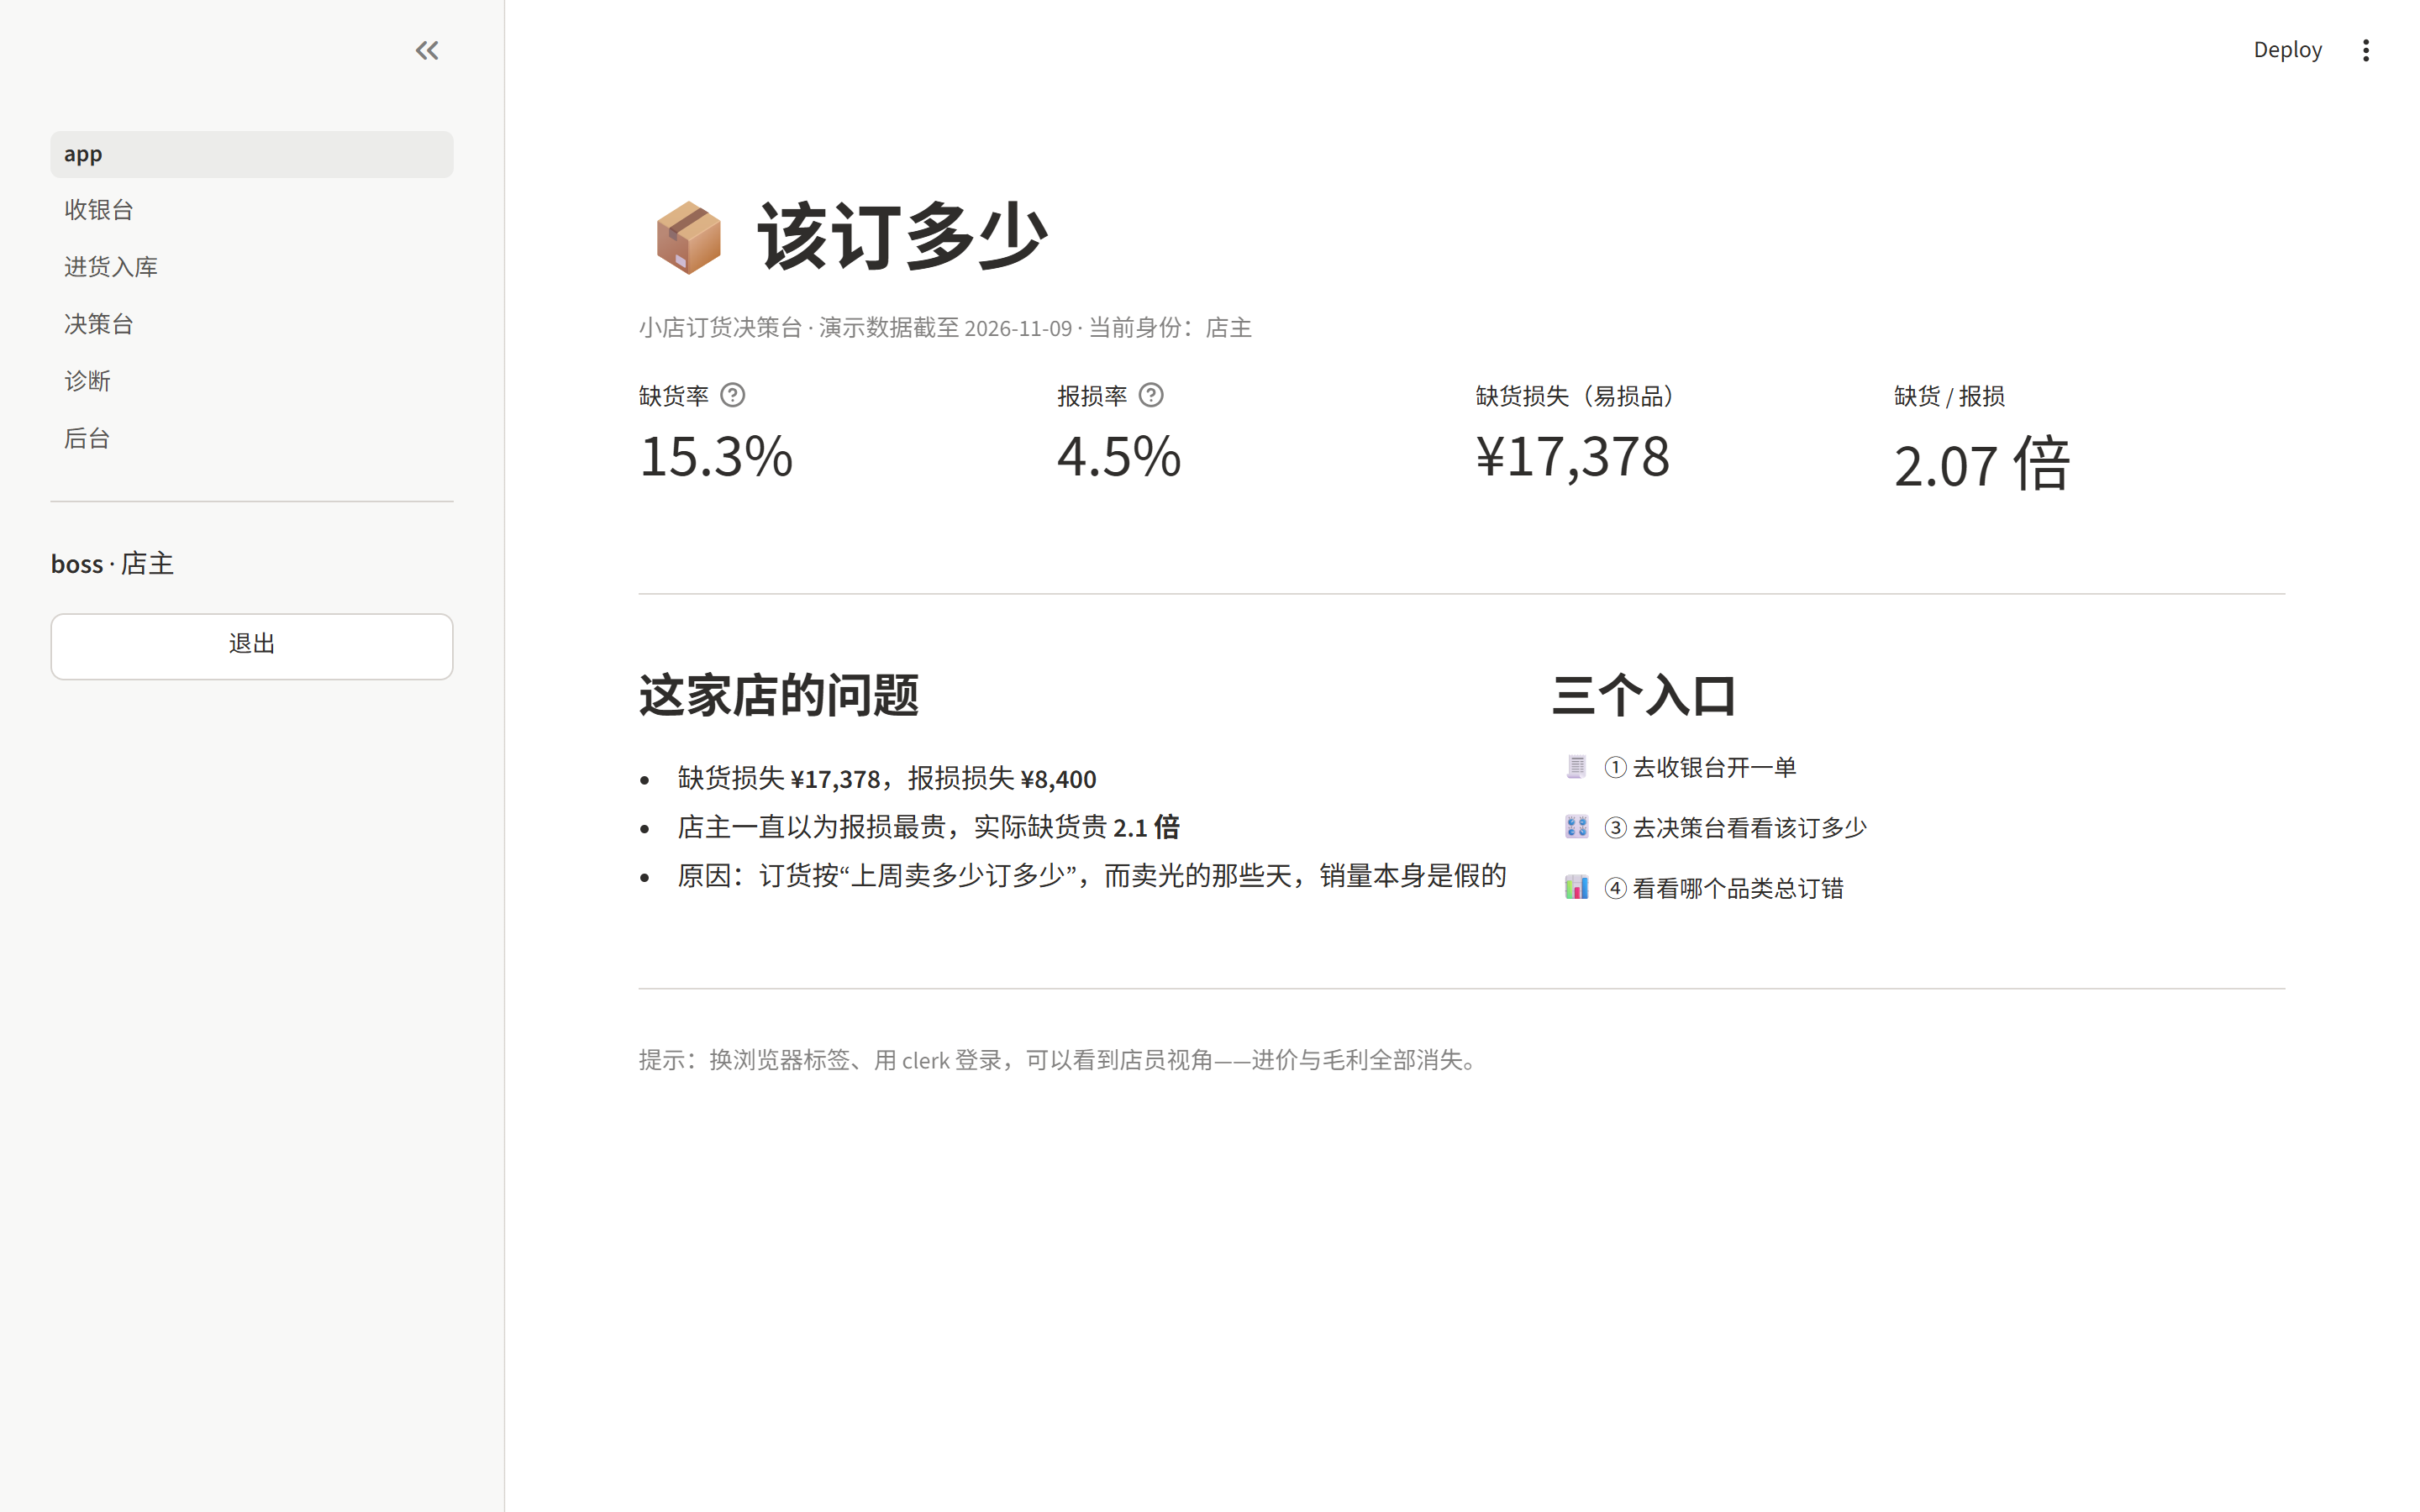 Deploy
app
收银台
进货入库
决策台
诊断
后台
boss · 店主
退出
该订多少
小店订货决策台 · 演示数据截至 2026-11-09 · 当前身份：店主
缺货率
15.3%
报损率
4.5%
缺货损失（易损品）
¥17,378
缺货 / 报损
2.07 倍
这家店的问题
缺货损失 ¥17,378，报损损失 ¥8,400
店主一直以为报损最贵，实际缺货贵 2.1 倍
原因：订货按“上周卖多少订多少”，而卖光的那些天，销量本身是假的
三个入口
① 去收银台开一单
③ 去决策台看看该订多少
④ 看看哪个品类总订错
提示：换浏览器标签、用 clerk 登录，可以看到店员视角——进价与毛利全部消失。